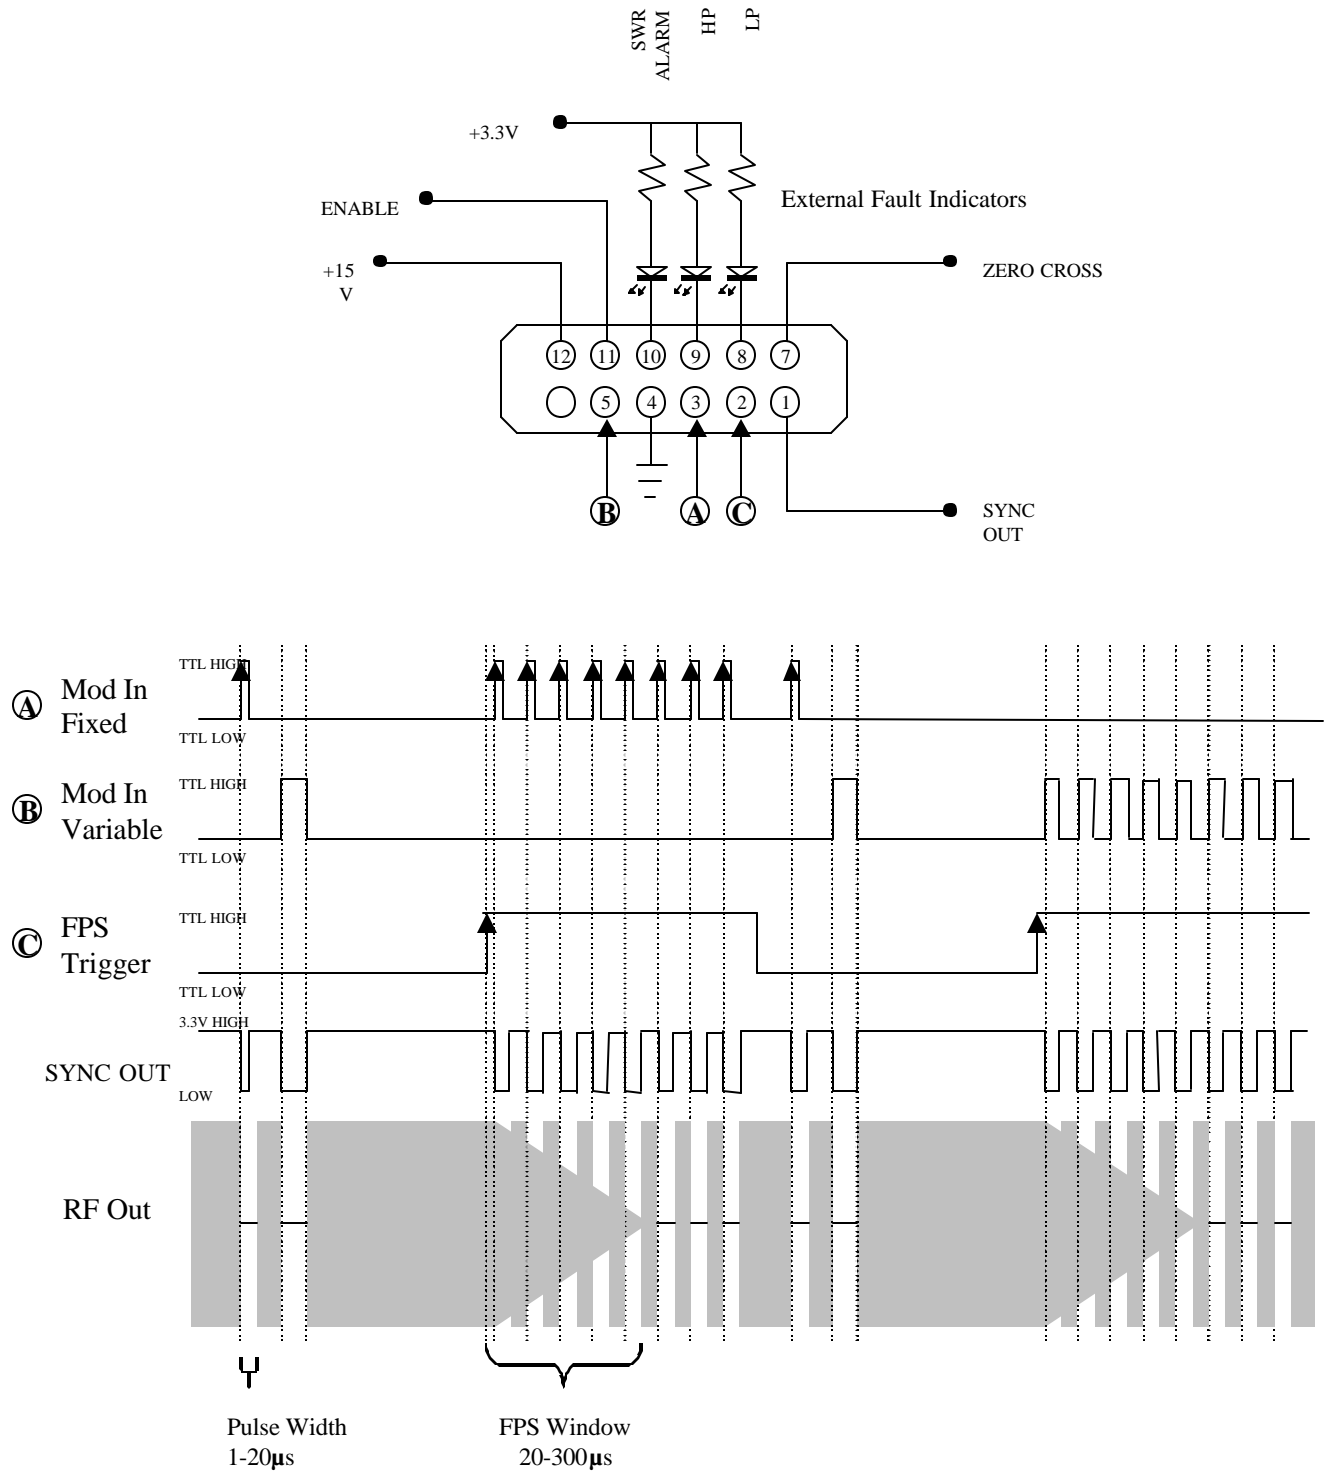 SWR
ALARM
HP
LP
+3.3V
ENABLE
External Fault Indicators
+15
V
ZERO CROSS
12 11 10 9 8 7
5 4 3 2 1
B A C
SYNC
OUT
TTL HIGH
A Mod In
Fixed
TTL LOW
TTL HIGH
B Mod In
Variable
TTL LOW
TTL HIGH
C FPS
Trigger
TTL LOW
3.3V HIGH
SYNC OUT
LOW
RF Out
Pulse Width
1-20µs
FPS Window
20-300µs